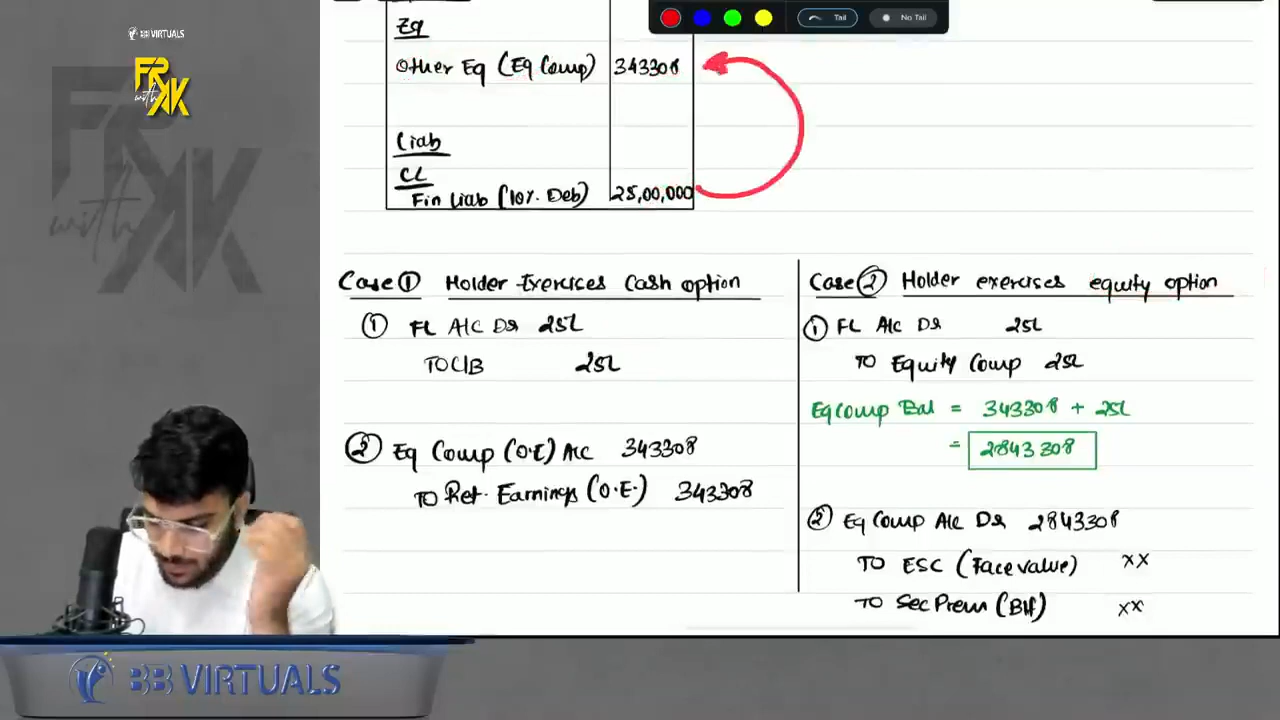 Tail
No Tail
BB VIRTUALS
FR
with
KK
FR
with
KK
Eq
Other Eq (Eq Comp) 343308
Liab
CL
Fin Liab (10%. Deb) 25,00,000
Case ① Holder Exercises Cash option
① FL A/C Dr 25L
TO C/B 25L
② Eq Comp (O.E) A/C 343308
TO Ret. Earnings (O.E.) 343308
Case ② Holder exercises equity option
① FL A/C Dr 25L
TO Equity Comp 25L
Eq Comp Bal = 343308 + 25L
= 2843308
② Eq Comp A/C Dr 2843308
TO ESC (Face value) xx
TO Sec Prem (B/f) xx
BB VIRTUALS